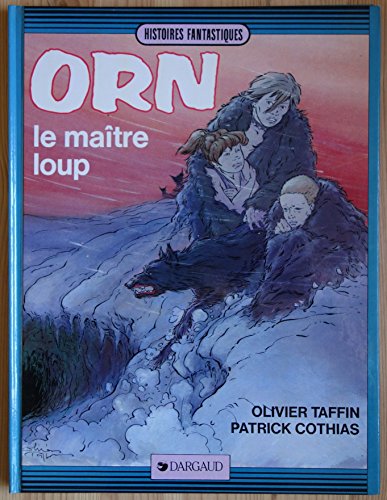 HISTOIRES FANTASTIQUES
ORN
le maître
loup
OLIVIER TAFFIN
PATRICK COTHIAS
DARGAUD